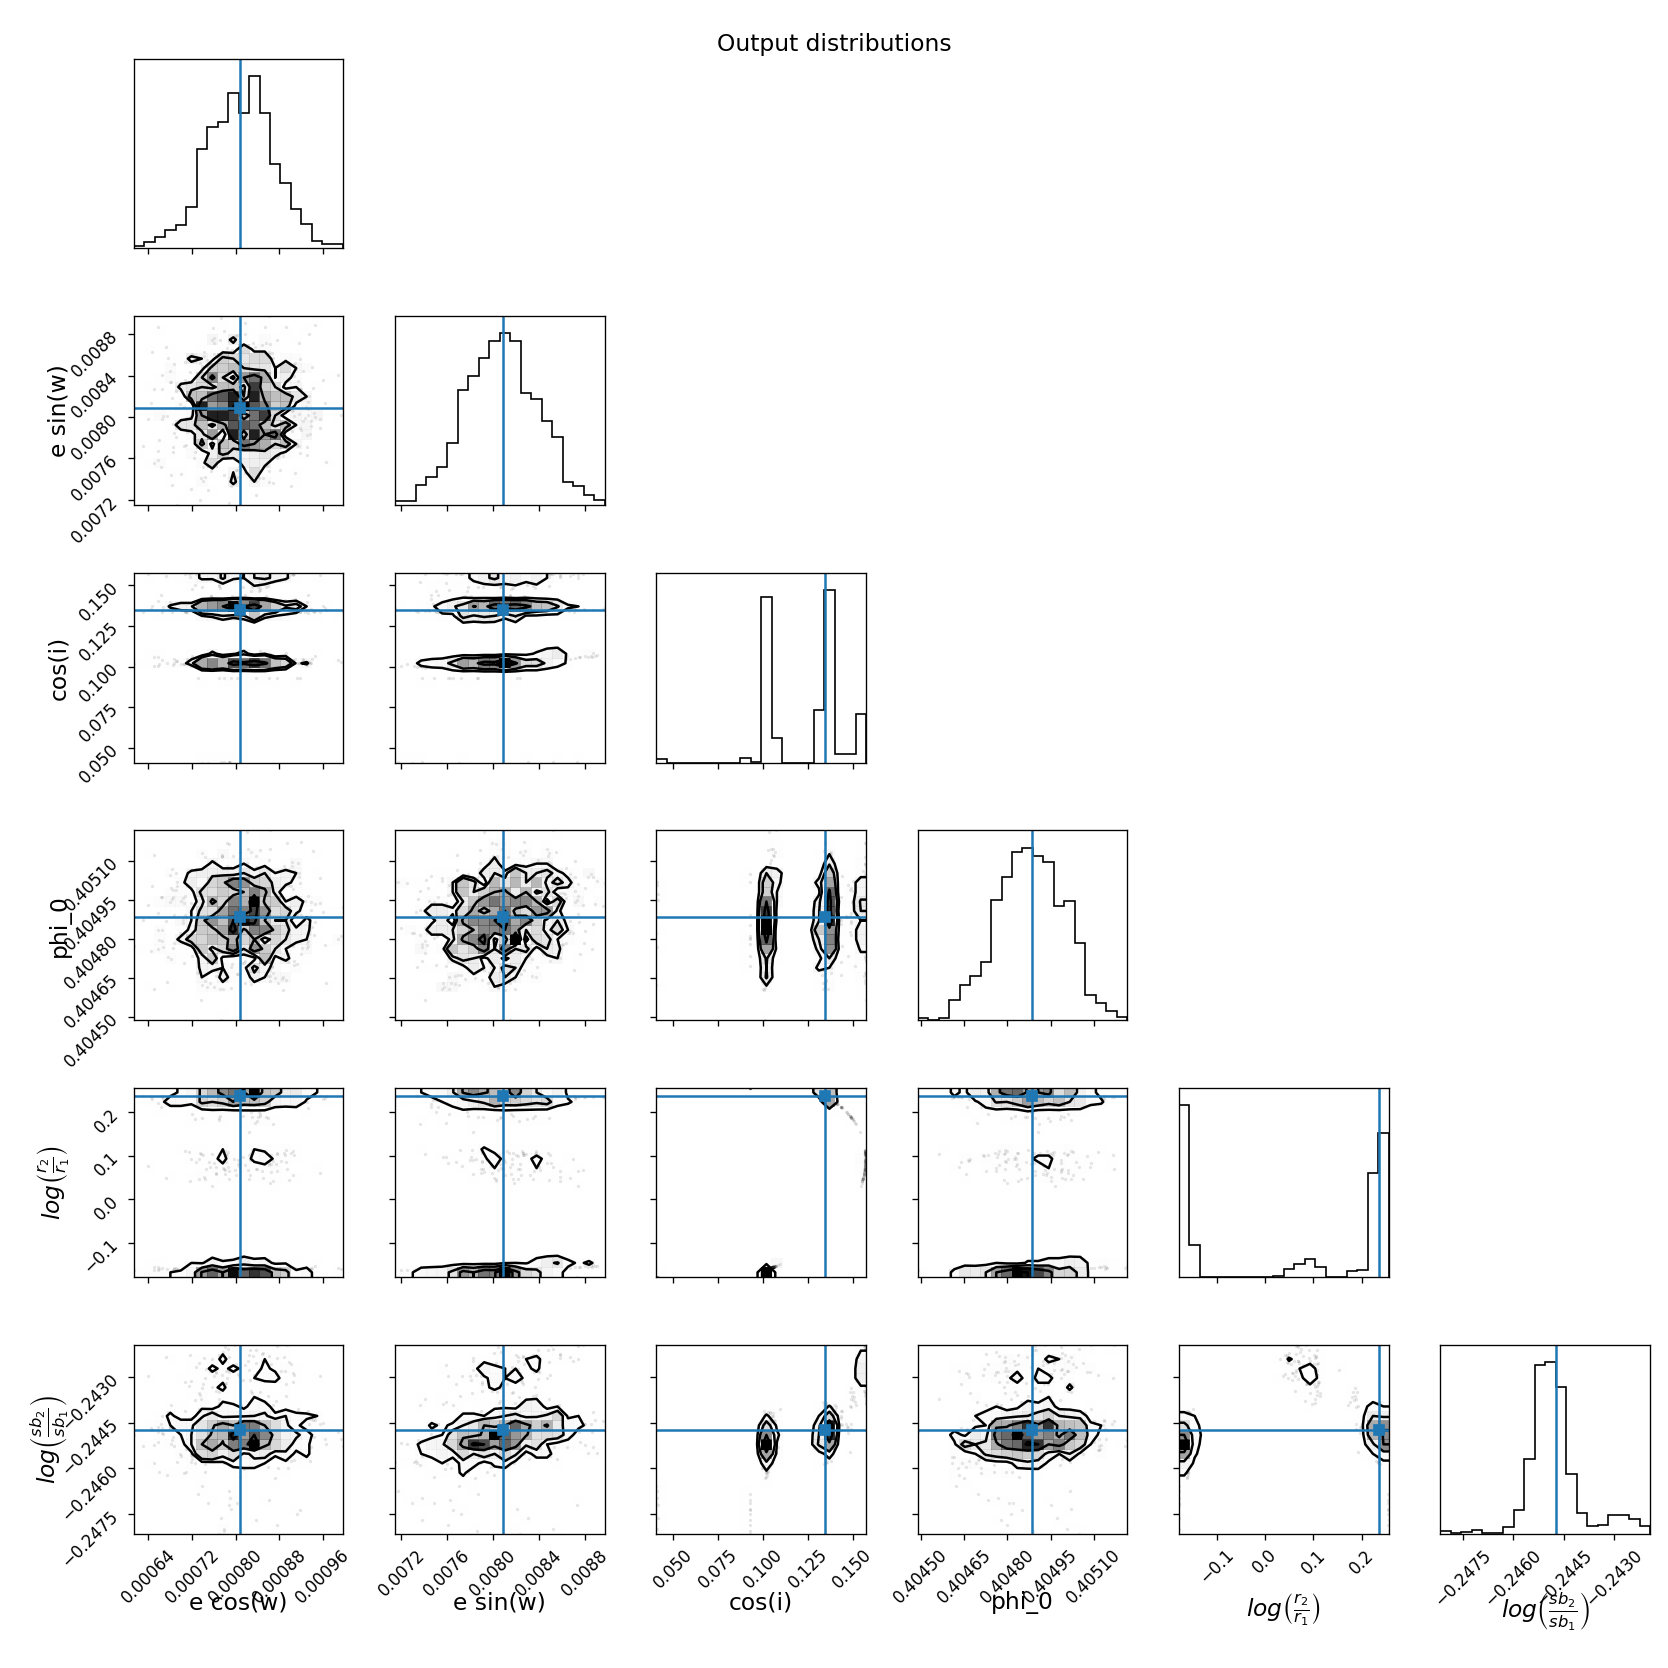 Output distributions
e sin(w)
0.0088
0.0084
0.0080
0.0076
0.0072
cos(i)
0.150
0.125
0.100
0.075
0.050
phi_0
0.40510
0.40495
0.40480
0.40465
0.40450
log(r₂/r₁)
0.2
0.1
0.0
−0.1
log(sb₂/sb₁)
−0.2430
−0.2445
−0.2460
−0.2475
0.00064 0.00072 0.00080 0.00088 0.00096
e cos(w)
0.0072 0.0076 0.0080 0.0084 0.0088
e sin(w)
0.050 0.075 0.100 0.125 0.150
cos(i)
0.40450 0.40465 0.40480 0.40495 0.40510
phi_0
−0.1 0.0 0.1 0.2
log(r₂/r₁)
−0.2475 −0.2460 −0.2445 −0.2430
log(sb₂/sb₁)